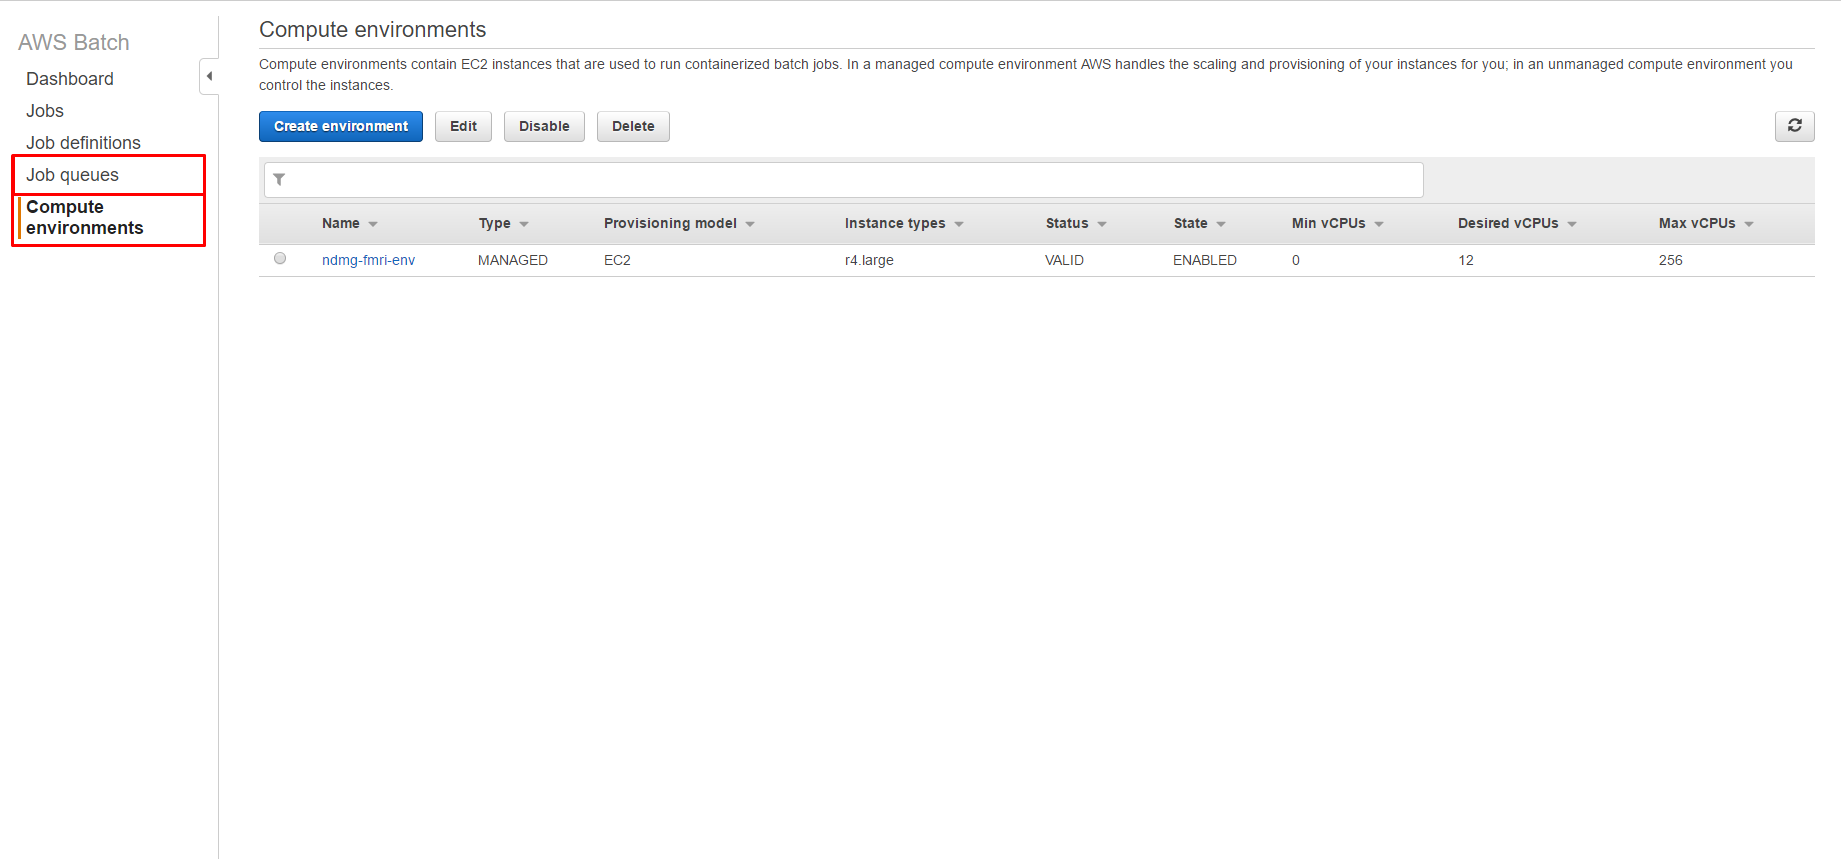 AWS Batch
Dashboard
Jobs
Job definitions
Job queues
Compute
environments
Compute environments
Compute environments contain EC2 instances that are used to run containerized batch jobs. In a managed compute environment AWS handles the scaling and provisioning of your instances for you; in an unmanaged compute environment you
control the instances.
Create environment Edit Disable Delete
Name Type Provisioning model Instance types Status State Min vCPUs Desired vCPUs Max vCPUs
ndmg-fmri-env MANAGED EC2 r4.large VALID ENABLED 0 12 256